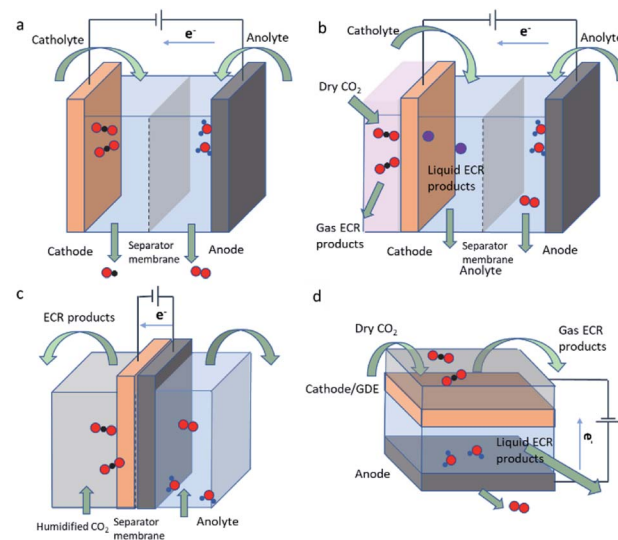 a
e⁻
Catholyte
Anolyte
Cathode
Separator
membrane
Anode
b
e⁻
Catholyte
Anolyte
Dry CO₂
Liquid ECR
products
Gas ECR
products
Cathode
Separator
membrane
Anode
Anolyte
c
e⁻
ECR products
Humidified CO₂
Separator
membrane
Anolyte
d
Dry CO₂
Gas ECR
products
Cathode/GDE
e⁻
Liquid ECR
products
Anode